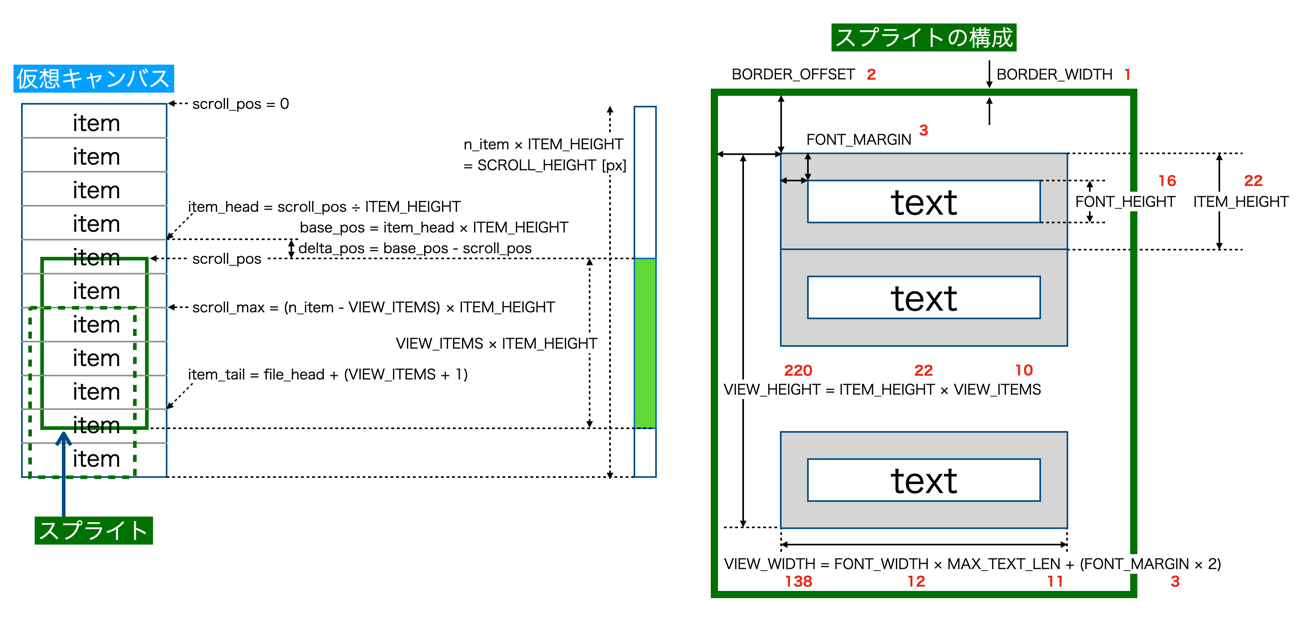 仮想キャンバス
scroll_pos = 0
item
item
item
item
item
item
item
item
item
item
item
item_head = scroll_pos ÷ ITEM_HEIGHT
base_pos = item_head × ITEM_HEIGHT
delta_pos = base_pos - scroll_pos
scroll_pos
scroll_max = (n_item - VIEW_ITEMS) × ITEM_HEIGHT
VIEW_ITEMS × ITEM_HEIGHT
item_tail = file_head + (VIEW_ITEMS + 1)
n_item × ITEM_HEIGHT
= SCROLL_HEIGHT [px]
スプライト
スプライトの構成
BORDER_OFFSET 2
BORDER_WIDTH 1
FONT_MARGIN 3
text
16
FONT_HEIGHT
22
ITEM_HEIGHT
text
220 22 10
VIEW_HEIGHT = ITEM_HEIGHT × VIEW_ITEMS
text
VIEW_WIDTH = FONT_WIDTH × MAX_TEXT_LEN + (FONT_MARGIN × 2)
138 12 11 3